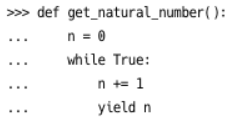 >>> def get_natural_number():
...     n = 0
...     while True:
...         n += 1
...         yield n